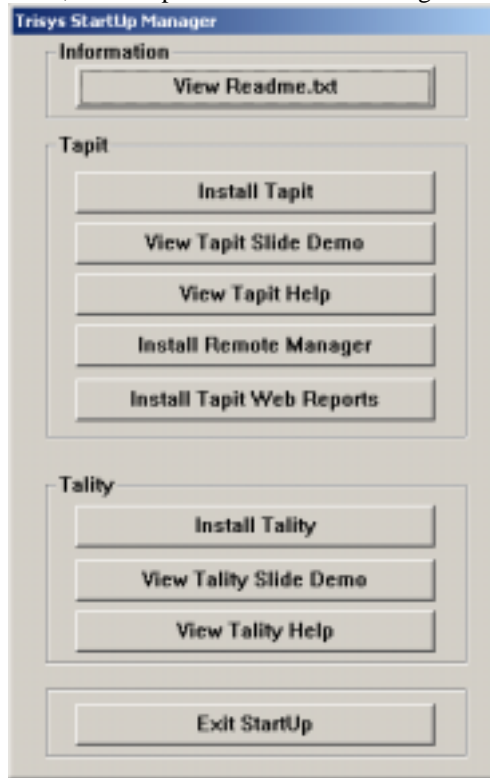 Trisys StartUp Manager
Information
View Readme.txt
Tapit
Install Tapit
View Tapit Slide Demo
View Tapit Help
Install Remote Manager
Install Tapit Web Reports
Tality
Install Tality
View Tality Slide Demo
View Tality Help
Exit StartUp